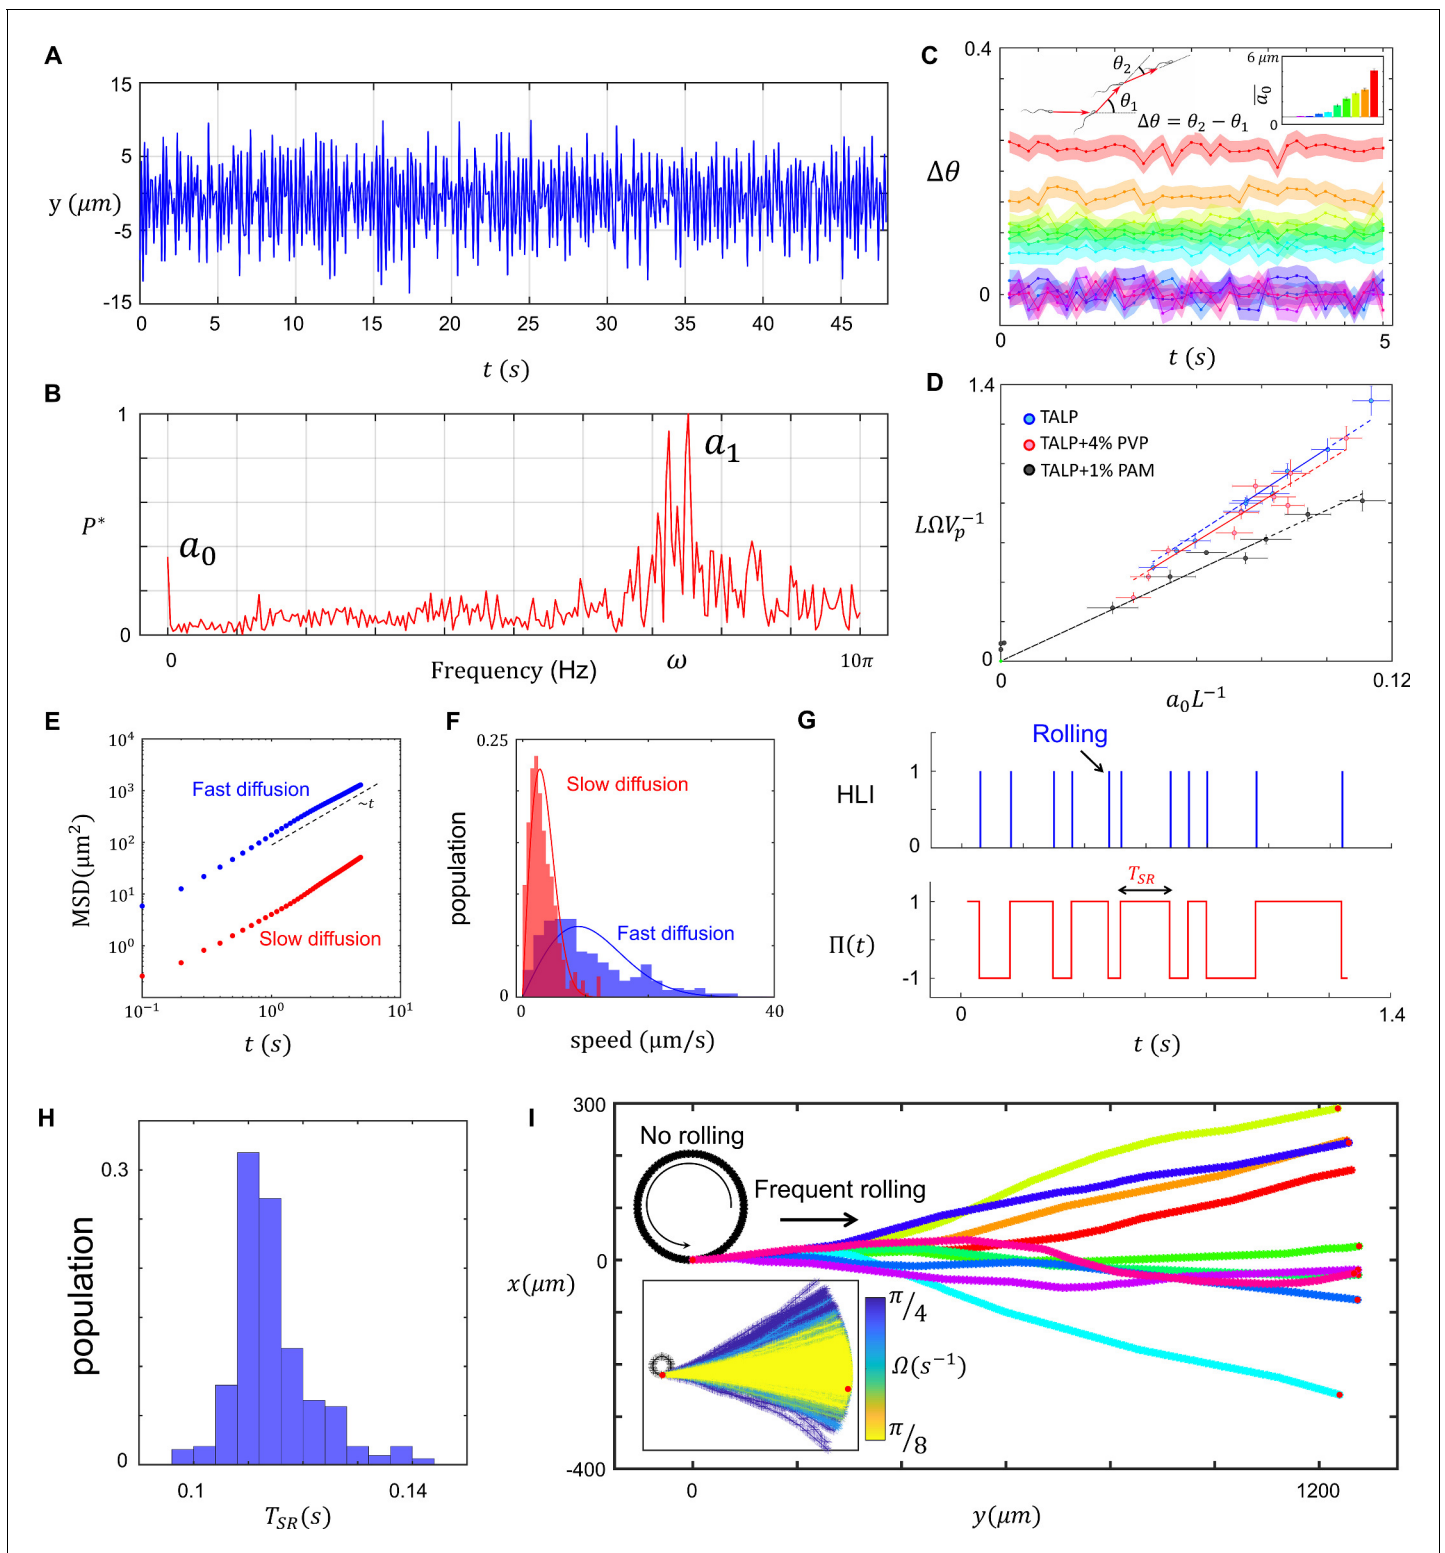 A
15
5
y (μm)
-5
-15
0 5 10 15 20 25 30 35 40 45
t (s)
B
1
a₁
P*
a₀
0
0 Frequency (Hz) ω 10π
C
0.4
θ₂
θ₁
Δθ = θ₂ − θ₁
6 μm
a₀
0
Δθ
0
0 5
t (s)
D
1.4
TALP
TALP+4% PVP
TALP+1% PAM
LΩVₚ⁻¹
0
0 0.12
a₀L⁻¹
E
10⁴
10³
10²
10¹
10⁰
MSD(μm²)
Fast diffusion
~t
Slow diffusion
10⁻¹ 10⁰ 10¹
t (s)
F
0.25
Slow diffusion
population
Fast diffusion
0
0 40
speed (μm/s)
G
Rolling
1
HLI
0
T_SR
1
Π(t)
-1
0 1.4
t (s)
H
0.3
population
0
0.1 0.14
T_SR(s)
I
300
No rolling
Frequent rolling
0
x(μm)
π/4
Ω(s⁻¹)
π/8
-400
0 1200
y(μm)